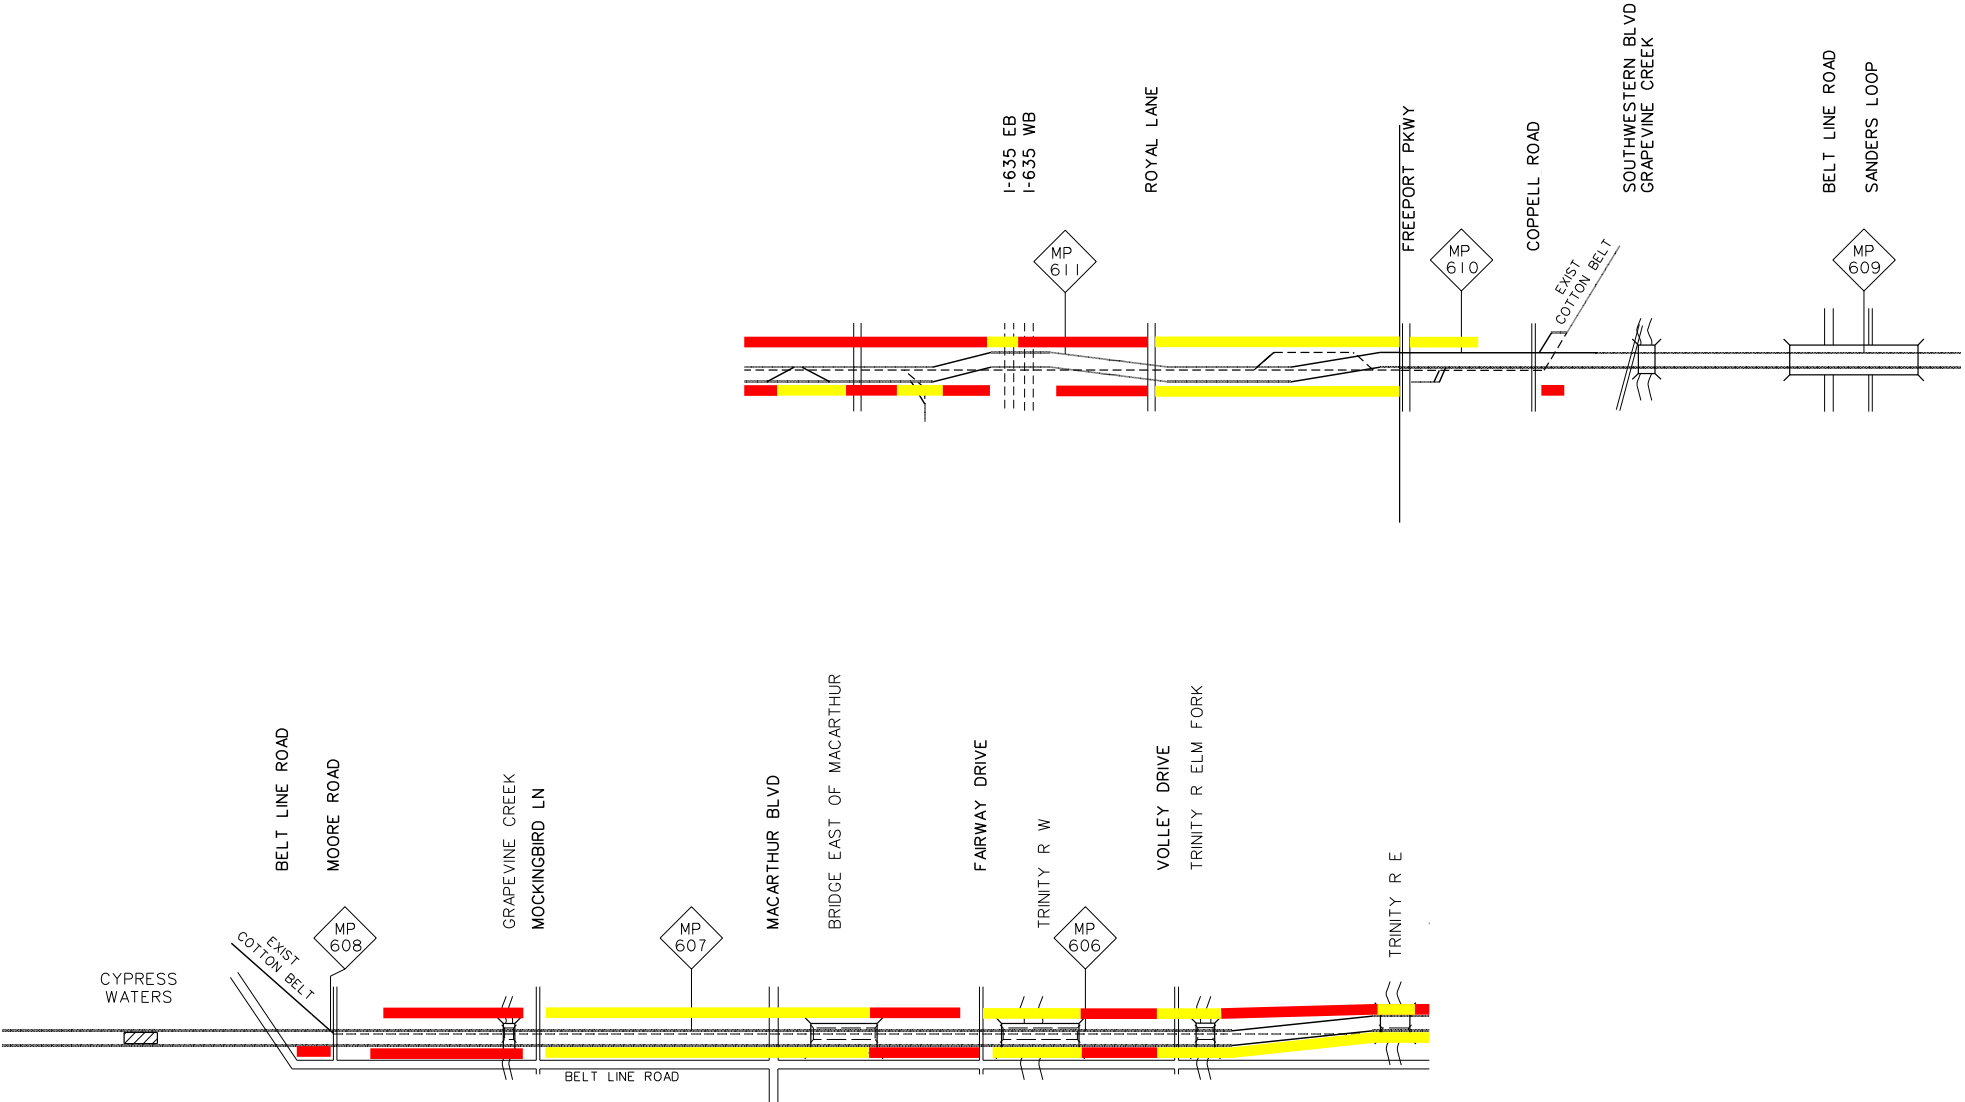 I-635 EB
I-635 WB
ROYAL LANE
FREEPORT PKWY
COPPELL ROAD
SOUTHWESTERN BLVD
GRAPEVINE CREEK
BELT LINE ROAD
SANDERS LOOP
MP
611
MP
610
MP
609
EXIST
COTTON BELT
BELT LINE ROAD
MOORE ROAD
GRAPEVINE CREEK
MOCKINGBIRD LN
MACARTHUR BLVD
BRIDGE EAST OF MACARTHUR
FAIRWAY DRIVE
TRINITY R W
VOLLEY DRIVE
TRINITY R ELM FORK
TRINITY R E
MP
608
MP
607
MP
606
EXIST
COTTON BELT
CYPRESS
WATERS
BELT LINE ROAD